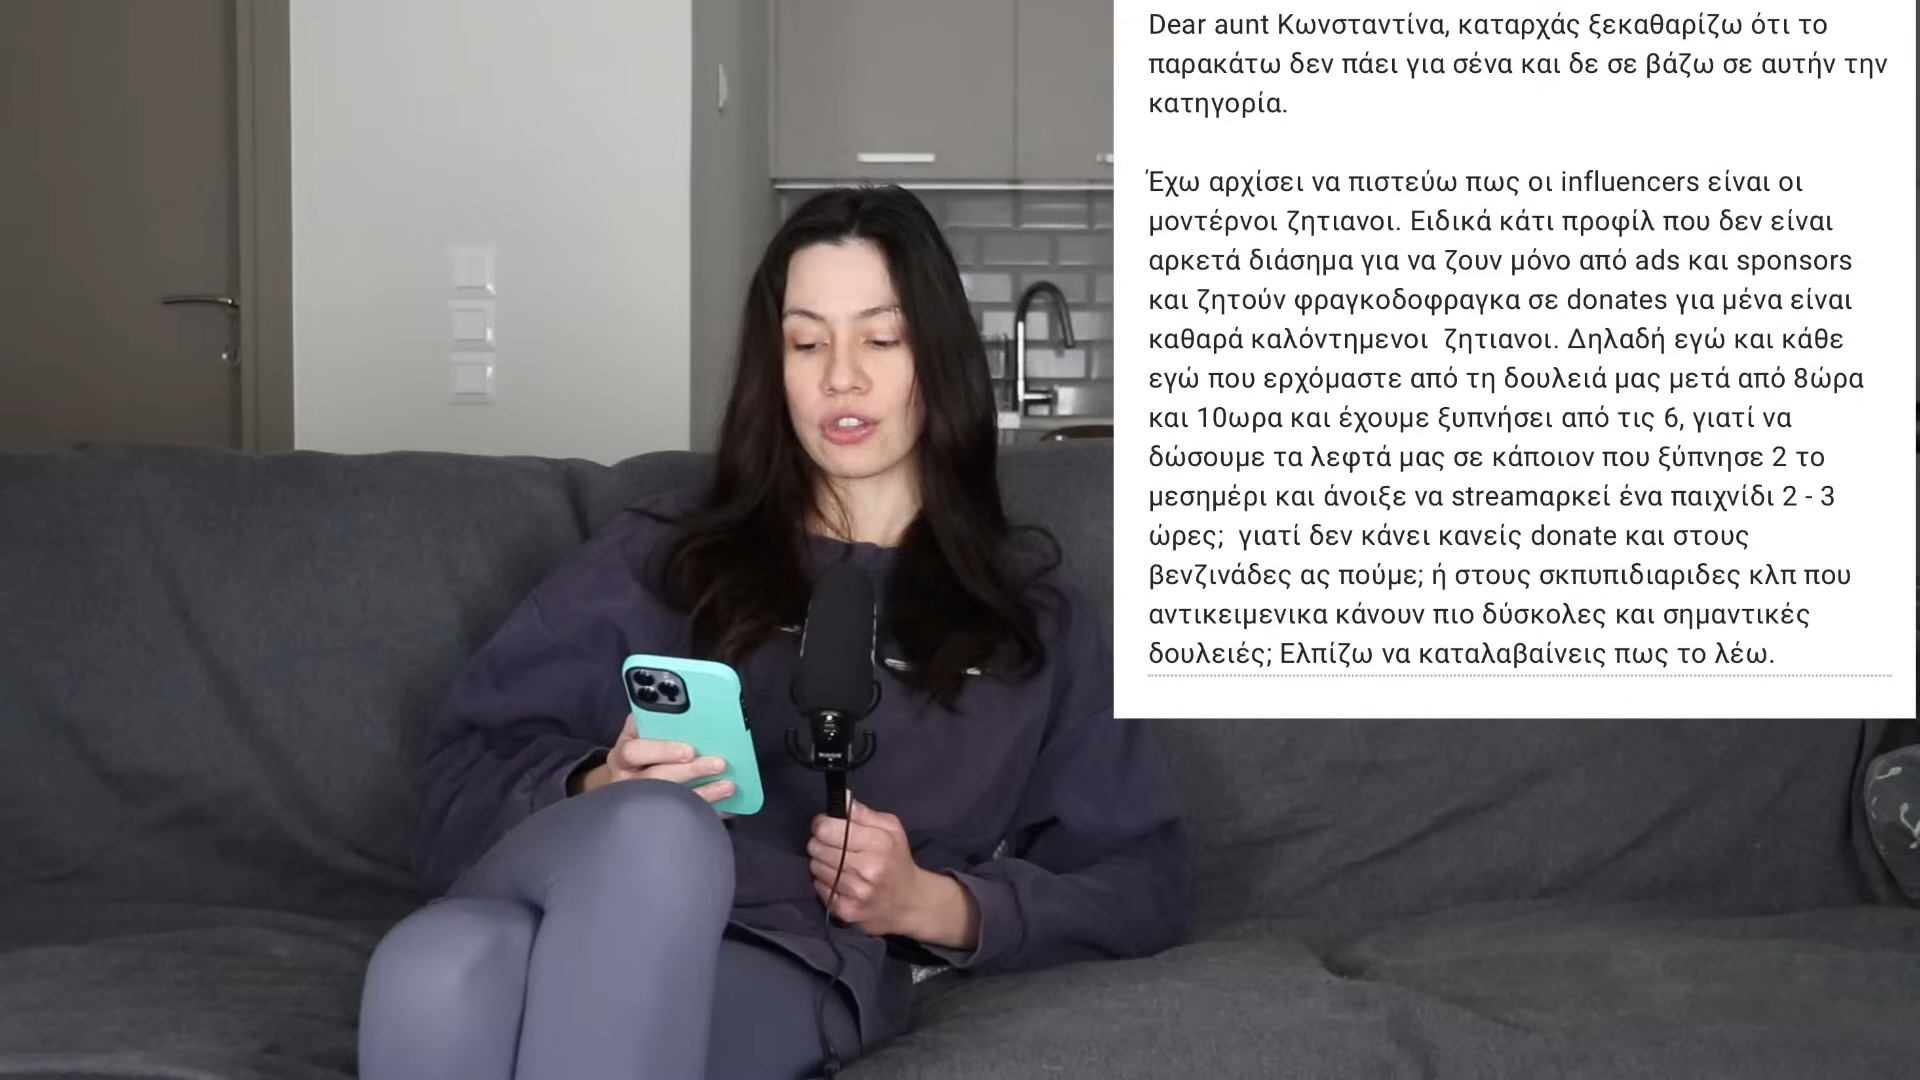 Dear aunt Κωνσταντίνα, καταρχάς ξεκαθαρίζω ότι το
παρακάτω δεν πάει για σένα και δε σε βάζω σε αυτήν την
κατηγορία.
Έχω αρχίσει να πιστεύω πως οι influencers είναι οι
μοντέρνοι ζητιανοι. Ειδικά κάτι προφίλ που δεν είναι
αρκετά διάσημα για να ζουν μόνο από ads και sponsors
και ζητούν φραγκοδοφραγκα σε donates για μένα είναι
καθαρά καλόντημενοι ζητιανοι. Δηλαδή εγώ και κάθε
εγώ που ερχόμαστε από τη δουλειά μας μετά από 8ώρα
και 10ωρα και έχουμε ξυπνήσει από τις 6, γιατί να
δώσουμε τα λεφτά μας σε κάποιον που ξύπνησε 2 το
μεσημέρι και άνοιξε να streamαρκεί ένα παιχνίδι 2 - 3
ώρες; γιατί δεν κάνει κανείς donate και στους
βενζινάδες ας πούμε; ή στους σκπυπιδιαριδες κλπ που
αντικειμενικα κάνουν πιο δύσκολες και σημαντικές
δουλειές; Ελπίζω να καταλαβαίνεις πως το λέω.